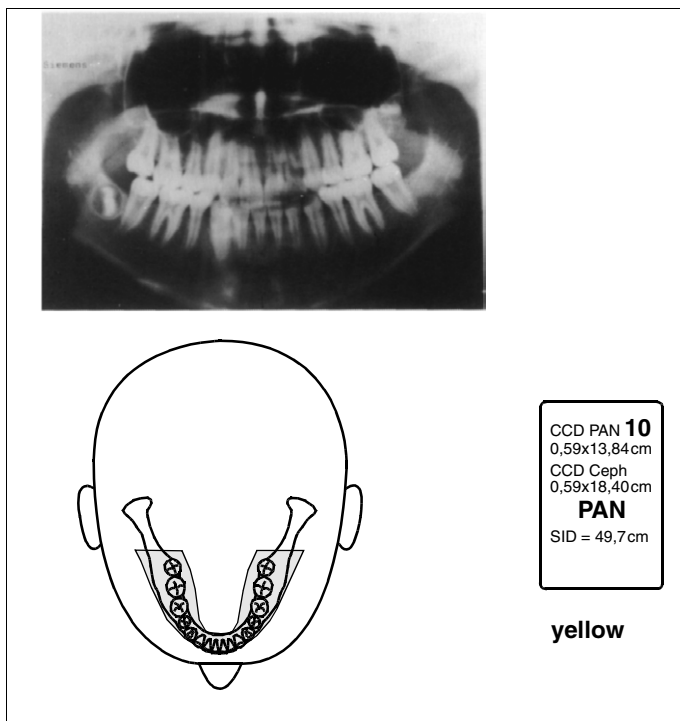 Siemens
CCD PAN 10
0,59x13,84cm
CCD Ceph
0,59x18,40cm
PAN
SID = 49,7cm
yellow